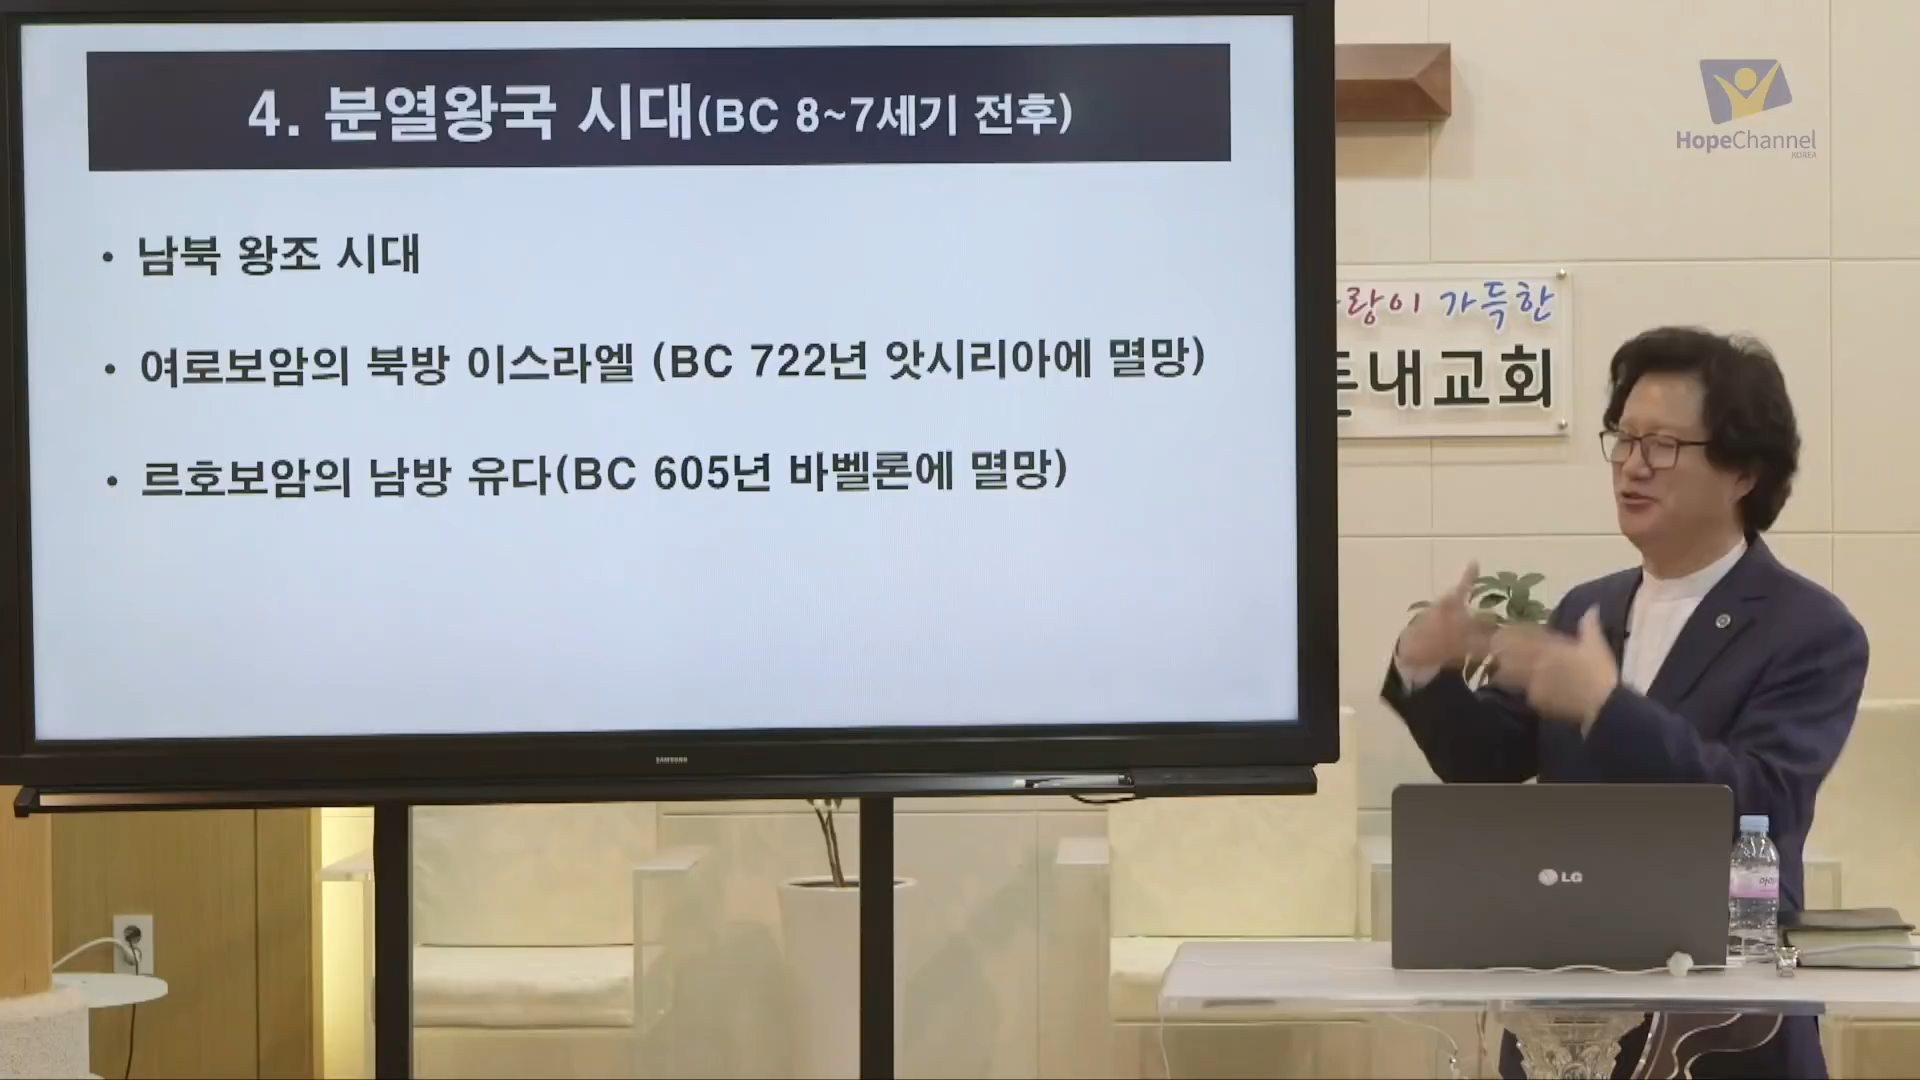 4. 분열왕국 시대(BC 8~7세기 전후)
• 남북 왕조 시대
• 여로보암의 북방 이스라엘 (BC 722년 앗시리아에 멸망)
• 르호보암의 남방 유다(BC 605년 바벨론에 멸망)
SAMSUNG
HopeChannel
KOREA
가득한
내교회
LG